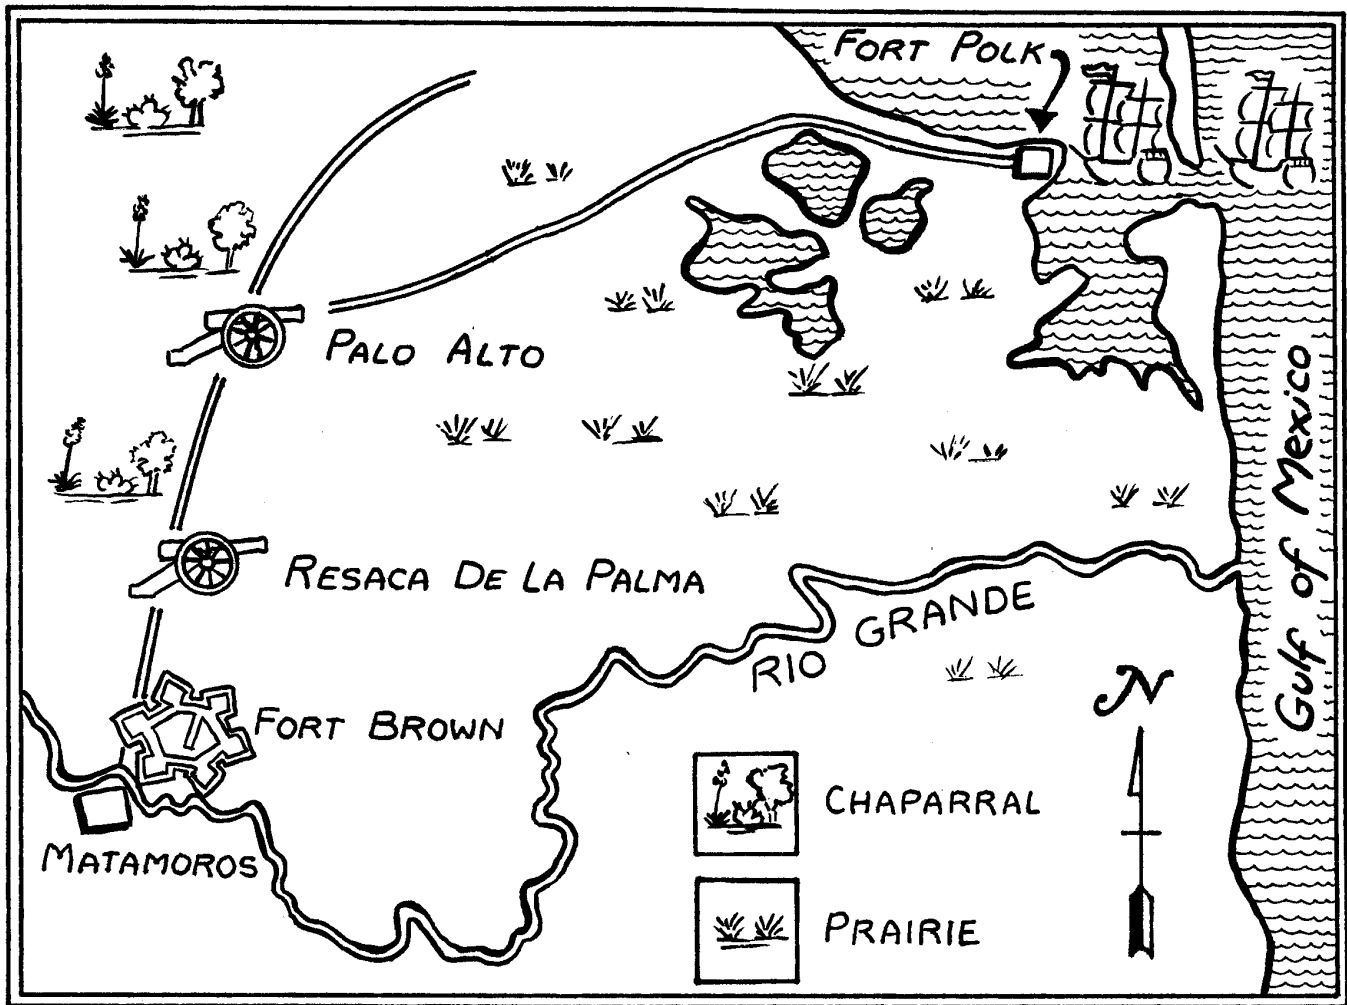 FORT POLK
PALO ALTO
RESACA DE LA PALMA
RIO GRANDE
Gulf of Mexico
FORT BROWN
N
MATAMOROS
CHAPARRAL
PRAIRIE